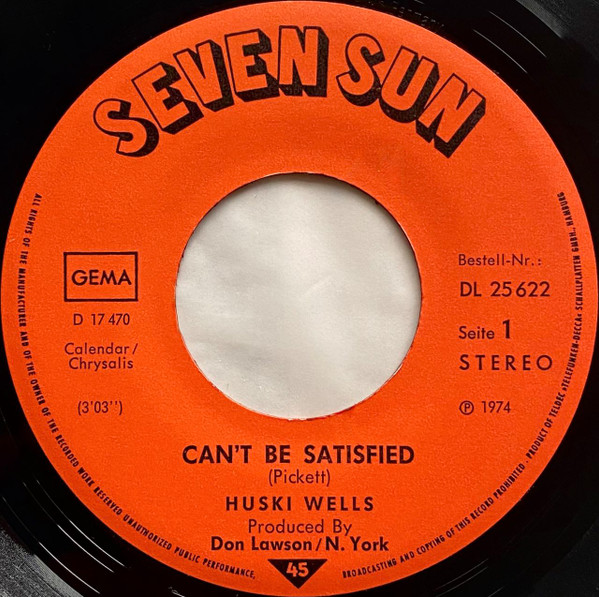 SEVEN SUN
GEMA
D 17 470
Calendar/
Chrysalis
(3'03'')
Bestell-Nr.:
DL 25 622
Seite 1
STEREO
Ⓟ 1974
CAN'T BE SATISFIED
(Pickett)
HUSKI WELLS
Produced By
Don Lawson/N. York
45
ALL RIGHTS OF THE MANUFACTURER AND OF THE OWNER OF THE RECORDED WORK RESERVED UNAUTHORIZED PUBLIC PERFORMANCE, BROADCASTING AND COPYING OF THIS RECORD PROHIBITED · PRODUCT OF TELDEC »TELEFUNKEN-DECCA« SCHALLPLATTEN GMBH., HAMBURG